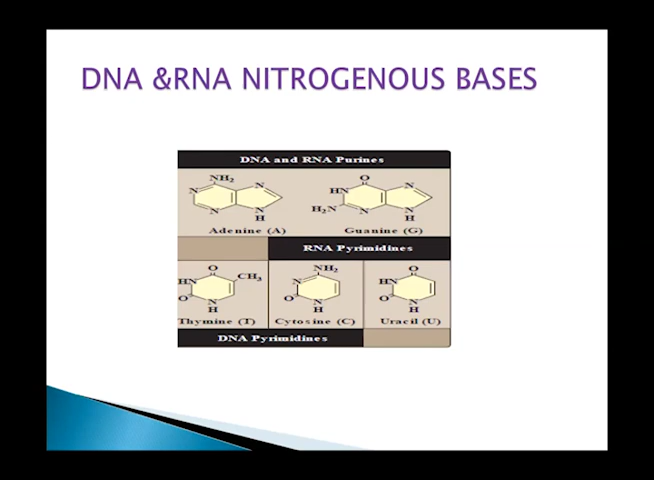 DNA &RNA NITROGENOUS BASES
DNA and RNA Purines
NH2
N
N
N
N
H
Adenine (A)
O
HN
H2N
N
N
N
H
Guanine (G)
RNA Pyrimidines
O
HN
CH3
O
N
H
Thymine (T)
NH2
N
O
N
H
Cytosine (C)
O
HN
O
N
H
Uracil (U)
DNA Pyrimidines